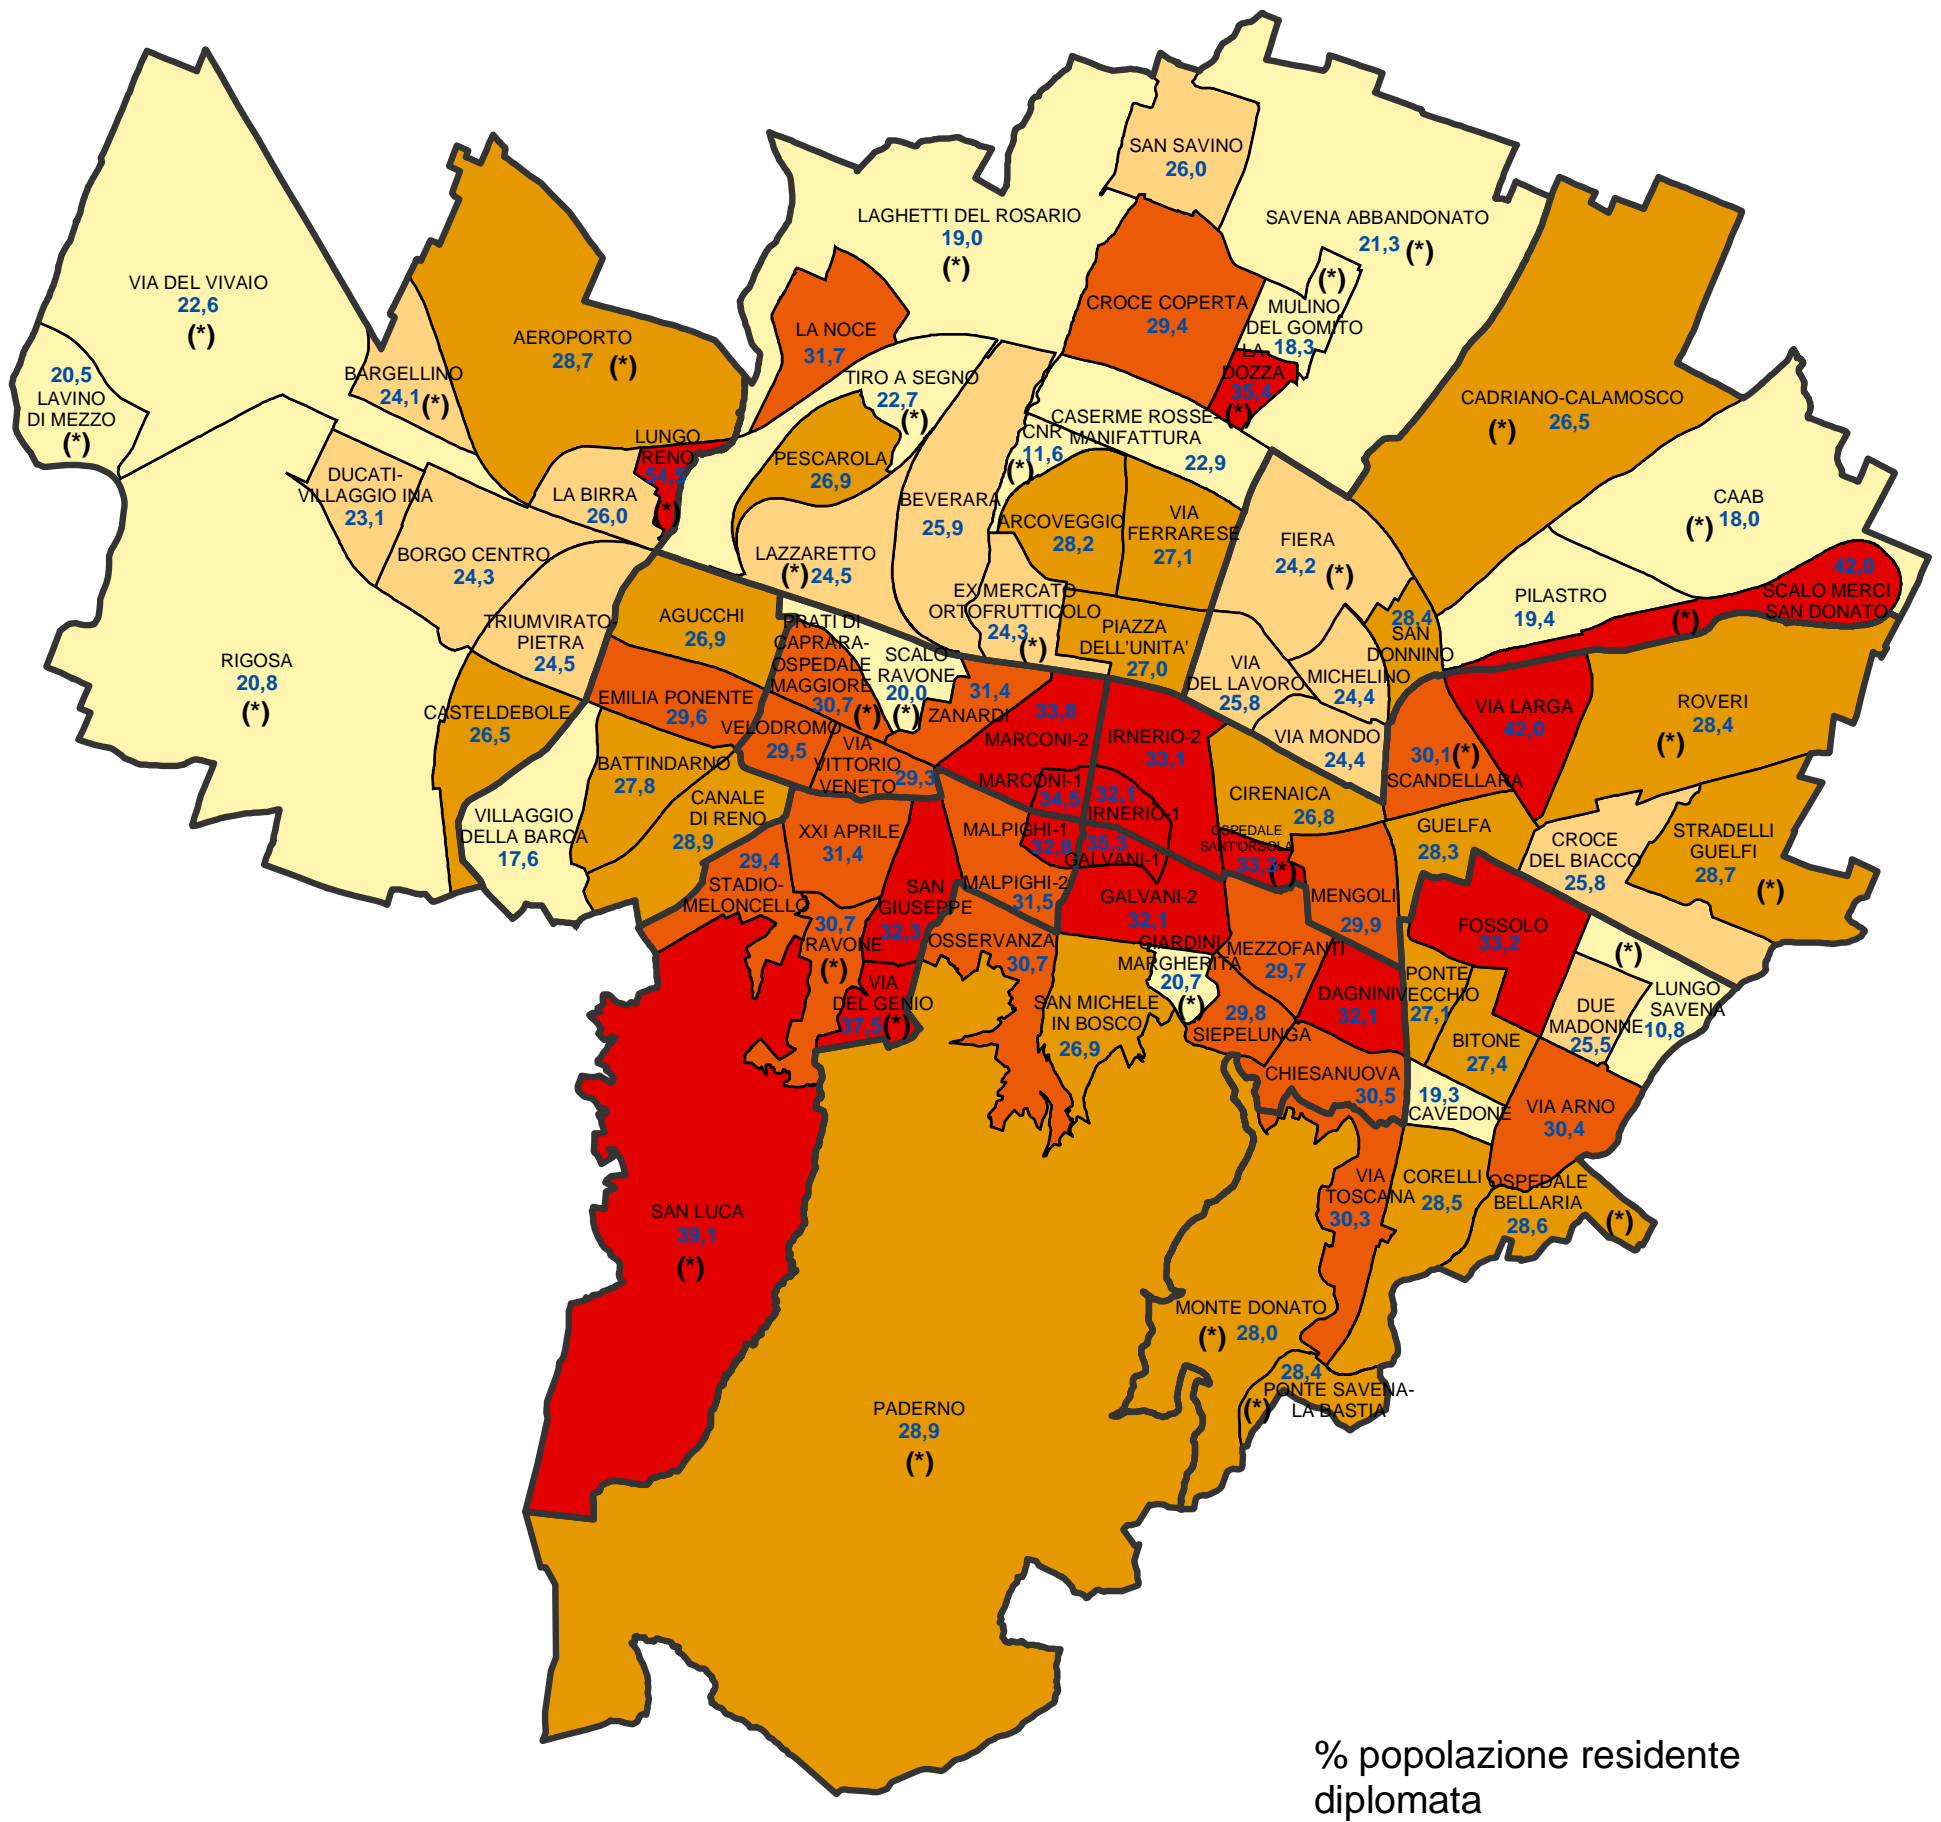 SAN SAVINO
26,0
LAGHETTI DEL ROSARIO
19,0
(*)
SAVENA ABBANDONATO
21,3 (*)
VIA DEL VIVAIO
22,6
(*)
(*)
MULINO
DEL GOMITO
18,3
CROCE COPERTA
29,4
LA NOCE
31,7
AEROPORTO
28,7 (*)
BARGELLINO
24,1 (*)
20,5
LAVINO
DI MEZZO
(*)
LA
DOZZA
35,4
(*)
TIRO A SEGNO
22,7
(*)
CADRIANO-CALAMOSCO
(*) 26,5
CASERME ROSSE-
MANIFATTURA
22,9
CNR
11,6
(*)
LUNGO
RENO
54,5
(*)
PESCAROLA
26,9
DUCATI-
VILLAGGIO INA
23,1
LA BIRRA
26,0
BEVERARA
25,9
CAAB
(*) 18,0
ARCOVEGGIO
28,2
VIA
FERRARESE
27,1
FIERA
24,2 (*)
BORGO CENTRO
24,3
LAZZARETTO
(*) 24,5
42,0
SCALO MERCI
SAN DONATO
(*)
PILASTRO
19,4
EX MERCATO
ORTOFRUTTICOLO
24,3
(*)
TRIUMVIRATO-
PIETRA
24,5
AGUCCHI
26,9
PRATI DI
CAPRARA-
OSPEDALE
MAGGIORE
30,7 (*)
SCALO
RAVONE
20,0
(*)
PIAZZA
DELL'UNITA'
27,0
28,4
SAN
DONNINO
RIGOSA
20,8
(*)
VIA
DEL LAVORO
25,8
MICHELINO
24,4
EMILIA PONENTE
29,6
31,4
ZANARDI
33,8
MARCONI-2
IRNERIO-2
33,1
VIA MONDO
24,4
VIA LARGA
42,0
ROVERI
28,4
(*)
CASTELDEBOLE
26,5
VELODROMO
29,5
VIA
VITTORIO
VENETO
29,3
30,1 (*)
SCANDELLARA
BATTINDARNO
27,8
MARCONI-1
34,5
32,1
IRNERIO-1
CIRENAICA
26,8
CANALE
DI RENO
28,9
VILLAGGIO
DELLA BARCA
17,6
XXI APRILE
31,4
MALPIGHI-1
32,8
35,3
GALVANI-1
OSPEDALE
SANT'ORSOLA
33,3
(*)
GUELFA
28,3
CROCE
DEL BIACCO
25,8
STRADELLI
GUELFI
28,7 (*)
29,4
STADIO-
MELONCELLO
SAN
GIUSEPPE
32,3
MALPIGHI-2
31,5
GALVANI-2
32,1
MENGOLI
29,9
FOSSOLO
33,2
30,7
RAVONE
(*)
OSSERVANZA
30,7
GIARDINI
MARGHERITA
20,7
(*)
MEZZOFANTI
29,7
(*)
LUNGO
SAVENA
10,8
VIA
DEL GENIO
37,5 (*)
SAN MICHELE
IN BOSCO
26,9
29,8
SIEPELUNGA
DAGNINI
32,1
PONTE
VECCHIO
27,1
DUE
MADONNE
25,5
BITONE
27,4
CHIESANUOVA
30,5
19,3
CAVEDONE
VIA ARNO
30,4
SAN LUCA
39,1
(*)
VIA
TOSCANA
30,3
CORELLI
28,5
OSPEDALE
BELLARIA
28,6 (*)
MONTE DONATO
(*) 28,0
28,4
PONTE SAVENA-
LA BASTIA
(*)
PADERNO
28,9
(*)
% popolazione residente
diplomata